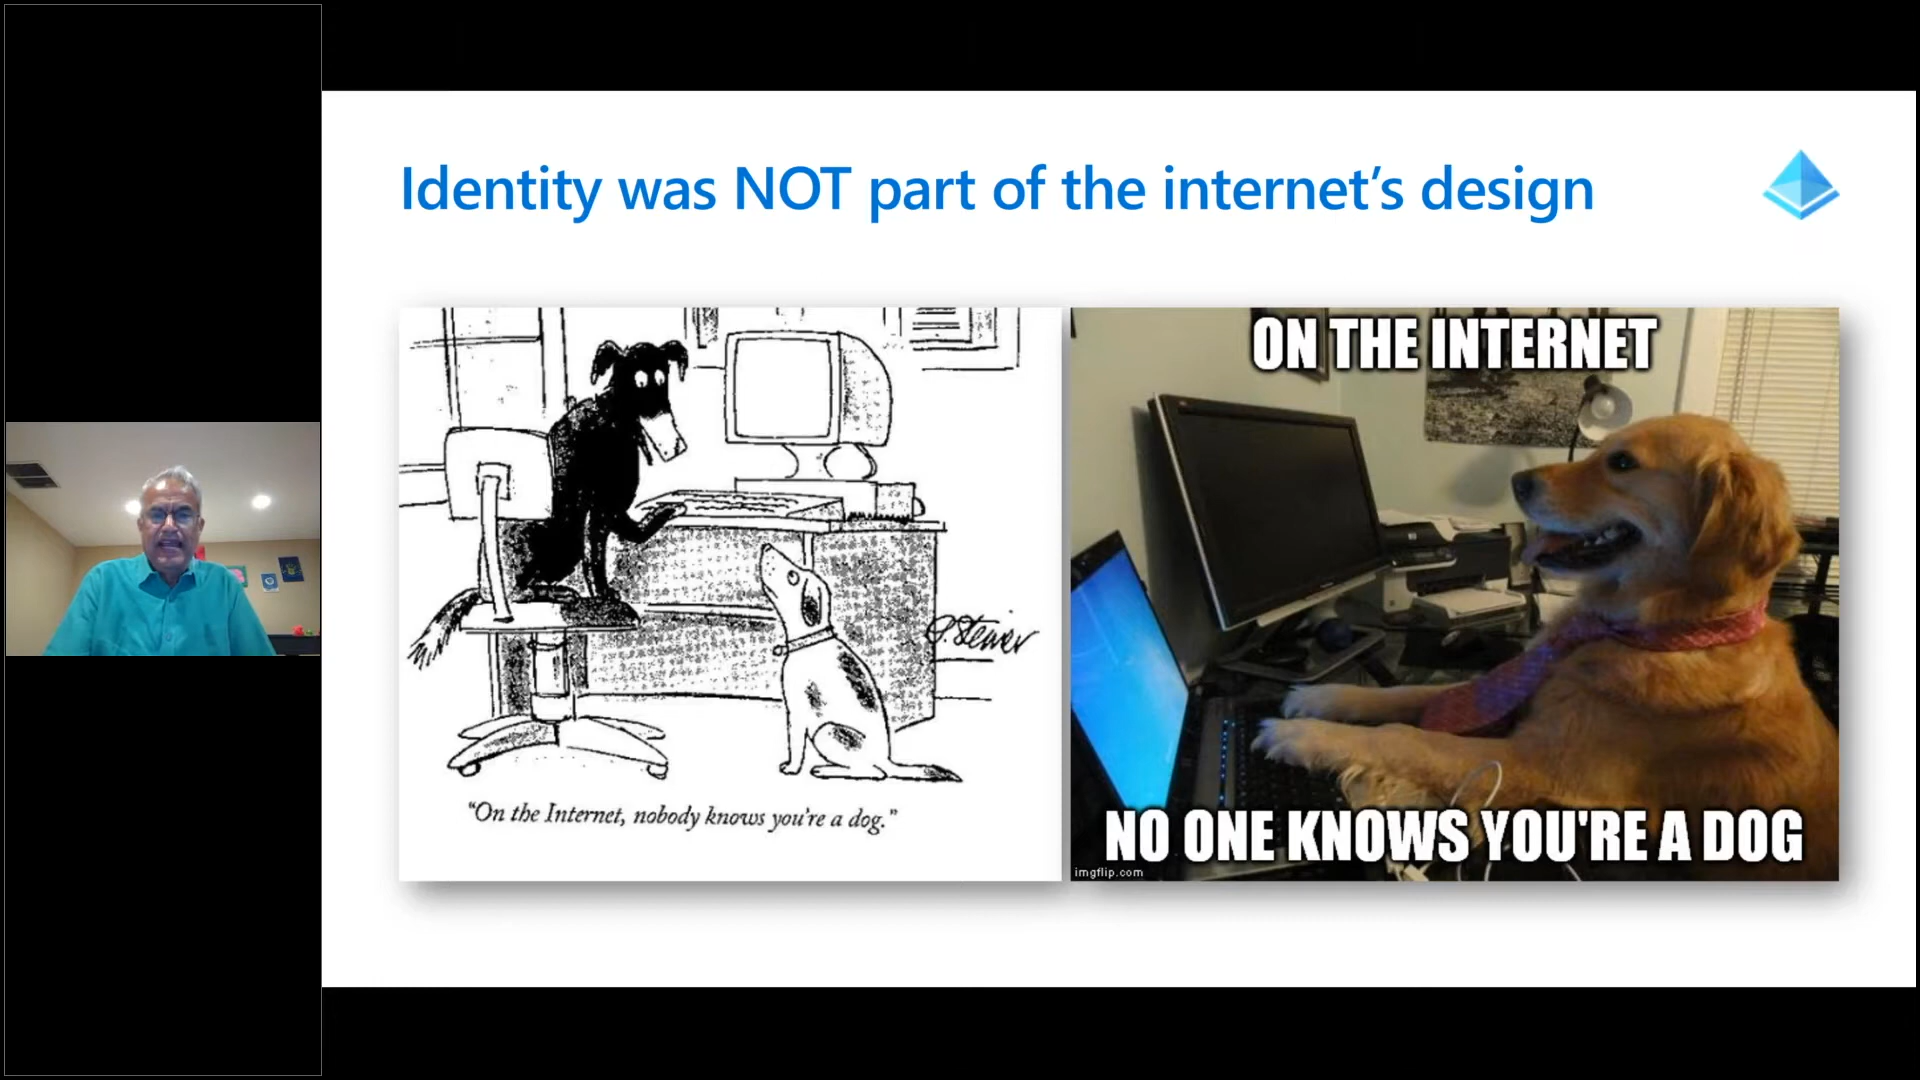 Identity was NOT part of the internet’s design
P. Steiner
“On the Internet, nobody knows you’re a dog.”
ON THE INTERNET
NO ONE KNOWS YOU'RE A DOG
imgflip.com